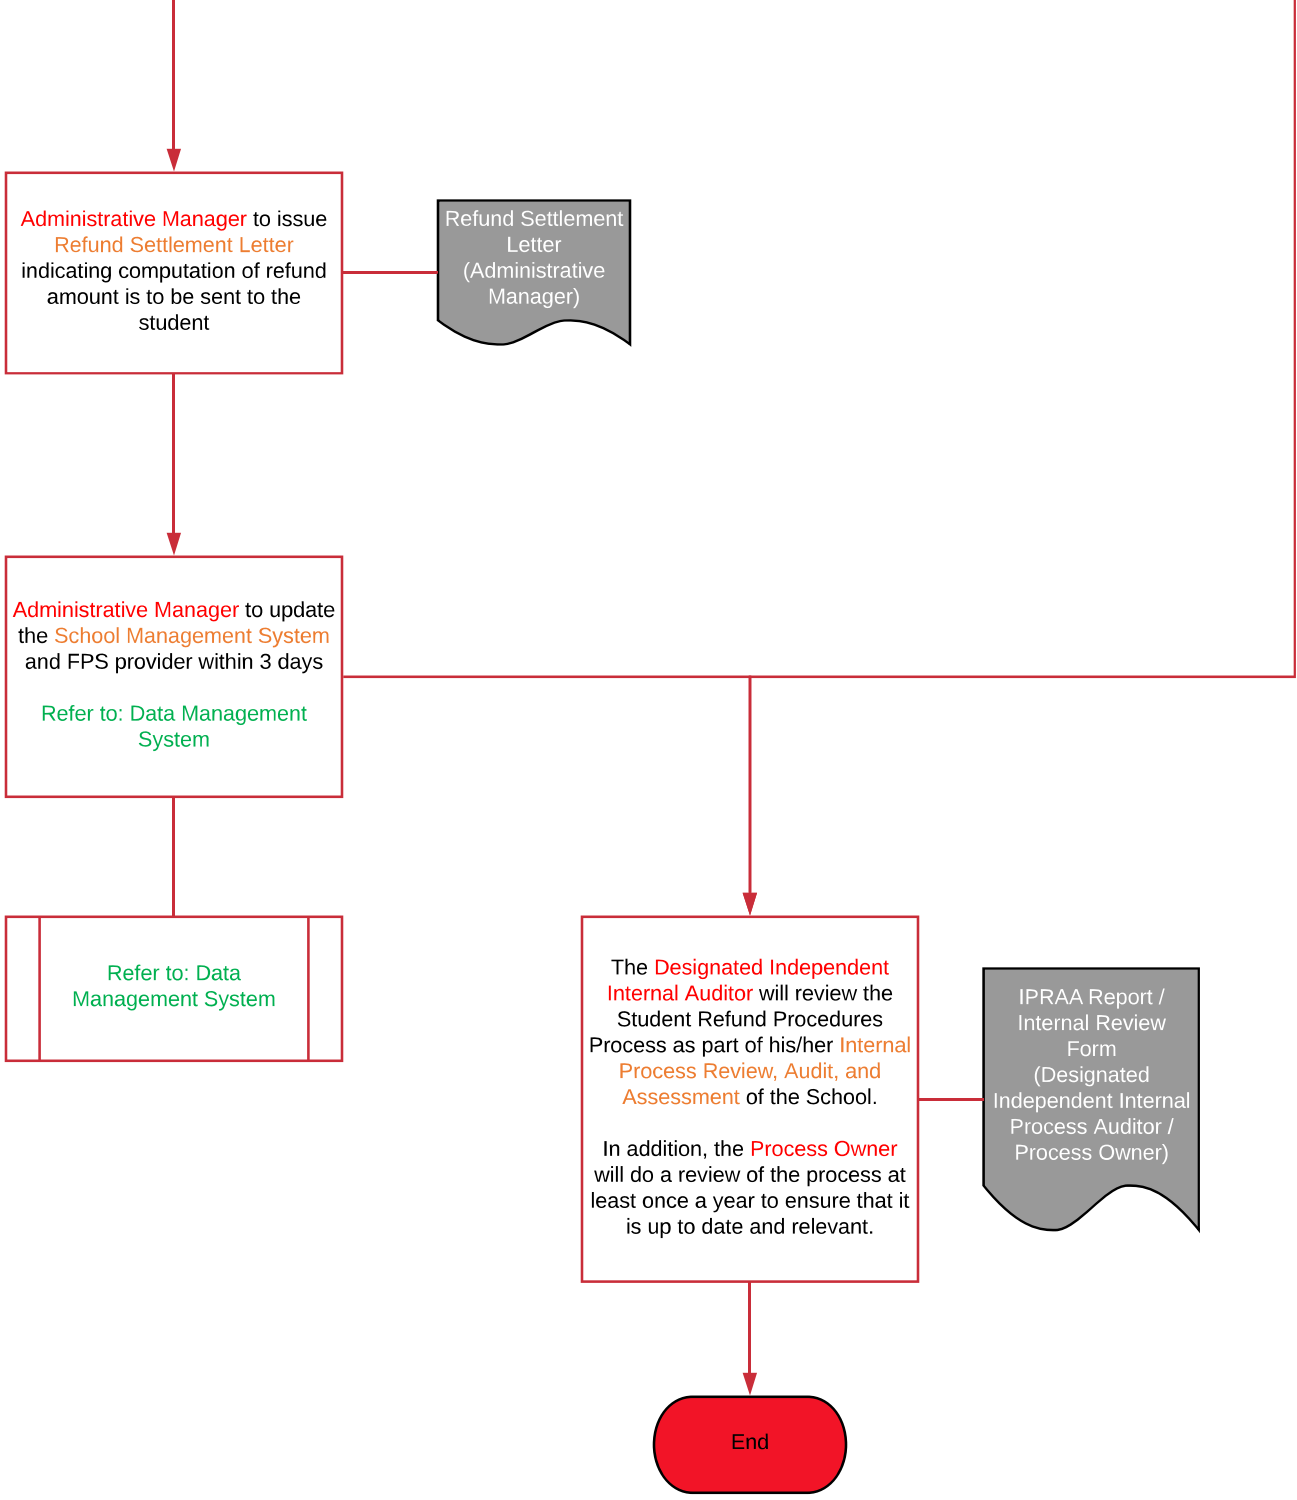 Administrative Manager to issue
Refund Settlement Letter
indicating computation of refund
amount is to be sent to the
student
Refund Settlement
Letter
(Administrative
Manager)
Administrative Manager to update
the School Management System
and FPS provider within 3 days
Refer to: Data Management
System
Refer to: Data
Management System
The Designated Independent
Internal Auditor will review the
Student Refund Procedures
Process as part of his/her Internal
Process Review, Audit, and
Assessment of the School.
In addition, the Process Owner
will do a review of the process at
least once a year to ensure that it
is up to date and relevant.
IPRAA Report /
Internal Review
Form
(Designated
Independent Internal
Process Auditor /
Process Owner)
End